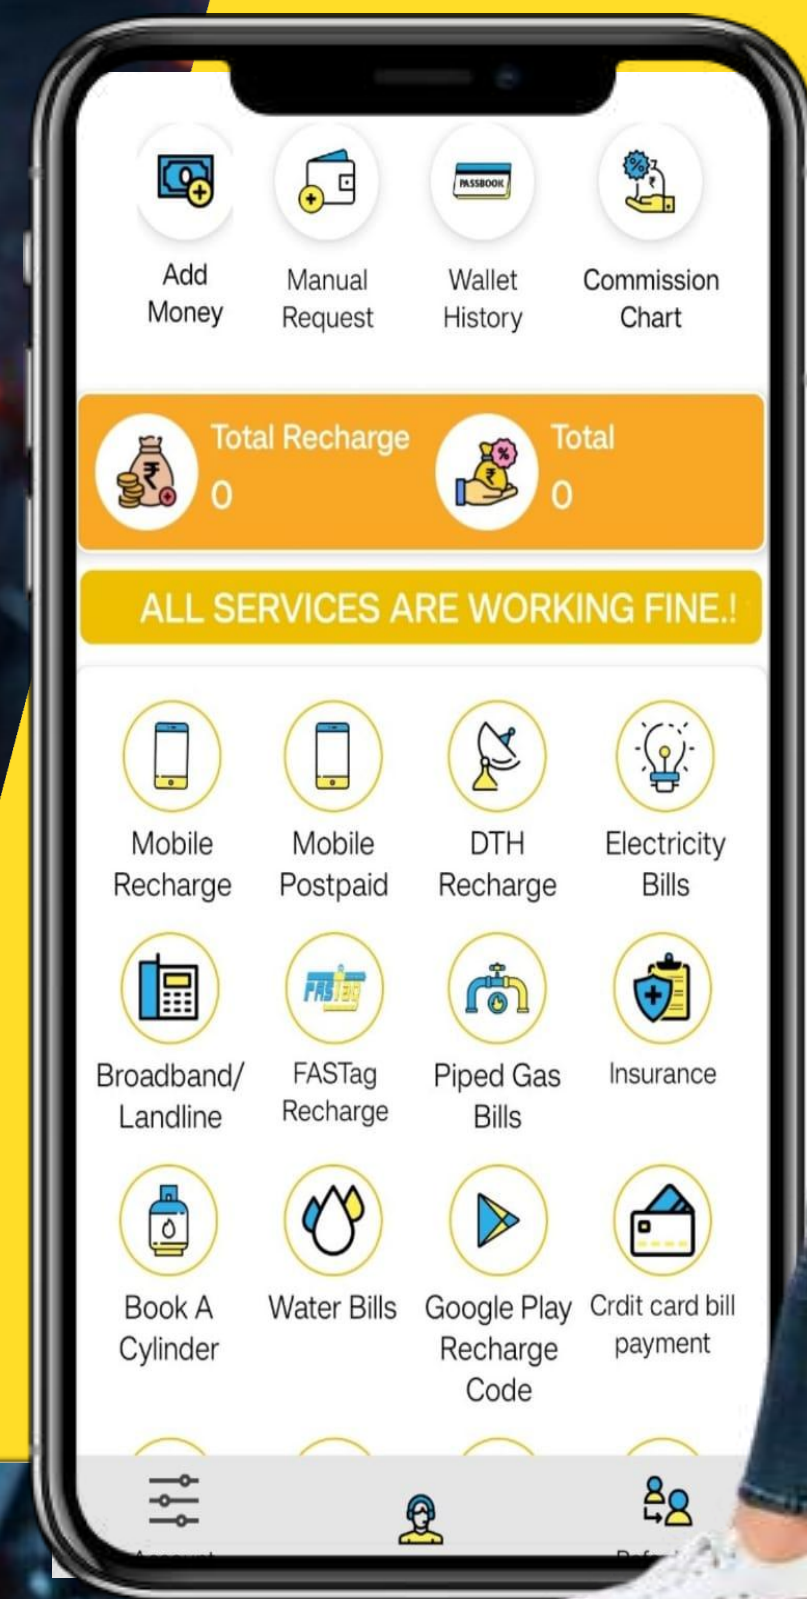 PASSBOOK
Add
Money
Manual
Request
Wallet
History
Commission
Chart
Total Recharge
0
Total
0
ALL SERVICES ARE WORKING FINE.!
Mobile
Recharge
Mobile
Postpaid
DTH
Recharge
Electricity
Bills
Broadband/
Landline
FASTag
FASTag
Recharge
Piped Gas
Bills
Insurance
Book A
Cylinder
Water Bills
Google Play
Recharge
Code
Crdit card bill
payment